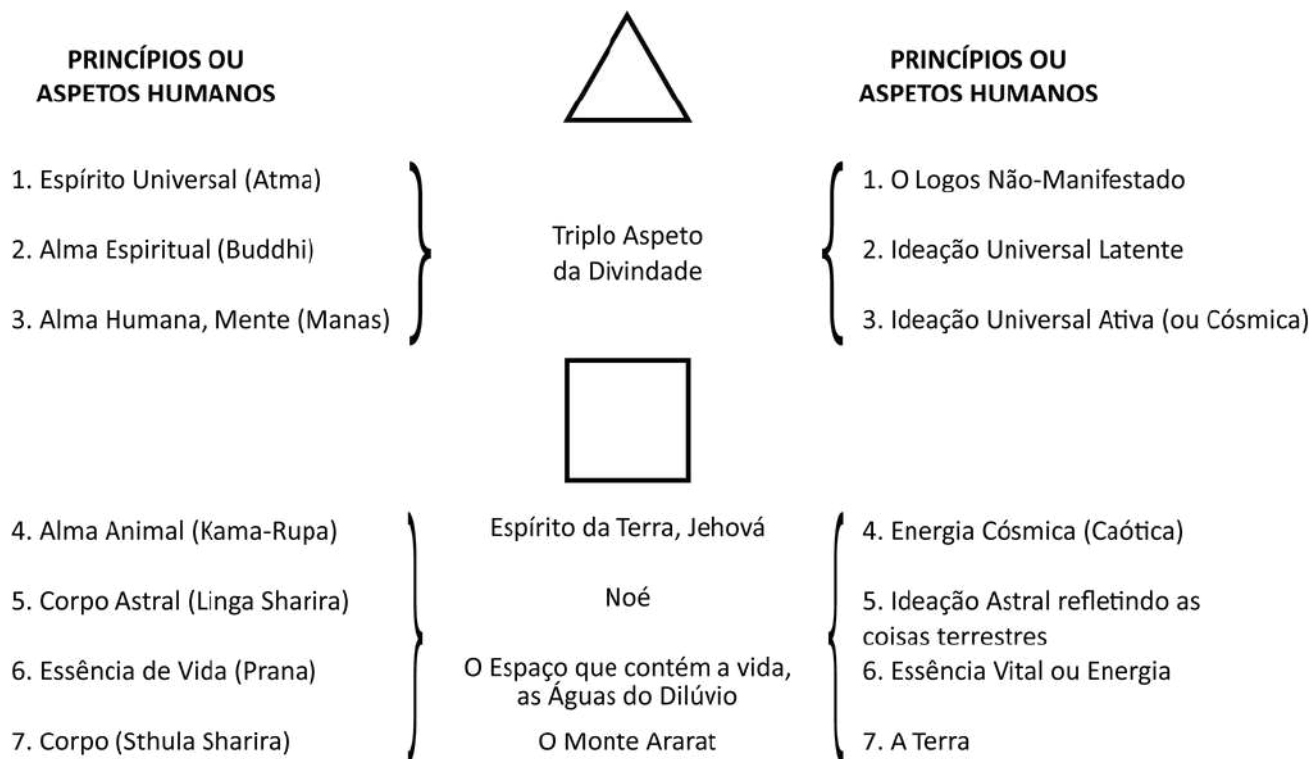 PRINCÍPIOS OU
ASPETOS HUMANOS
PRINCÍPIOS OU
ASPETOS HUMANOS
1. Espírito Universal (Atma)
2. Alma Espiritual (Buddhi)
3. Alma Humana, Mente (Manas)
Triplo Aspeto
da Divindade
1. O Logos Não-Manifestado
2. Ideação Universal Latente
3. Ideação Universal Ativa (ou Cósmica)
4. Alma Animal (Kama-Rupa)
5. Corpo Astral (Linga Sharira)
6. Essência de Vida (Prana)
7. Corpo (Sthula Sharira)
Espírito da Terra, Jehová
Noé
O Espaço que contém a vida,
as Águas do Dilúvio
O Monte Ararat
4. Energia Cósmica (Caótica)
5. Ideação Astral refletindo as
coisas terrestres
6. Essência Vital ou Energia
7. A Terra